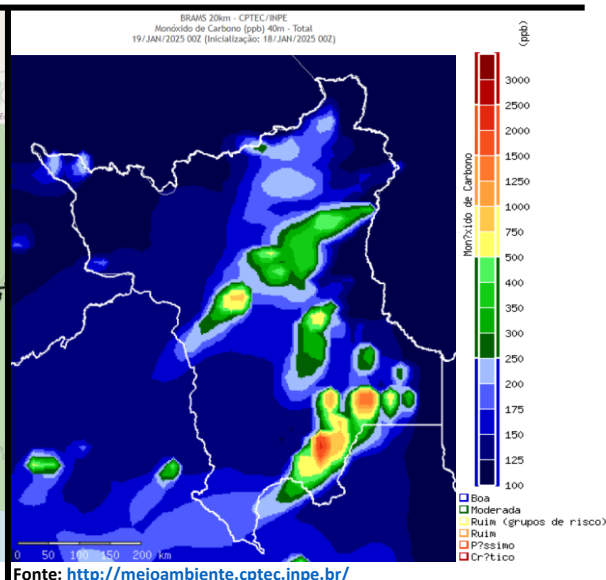 BRAMS 20km - CPTEC/INPE
Monóxido de Carbono (ppb) 40m - Total
19/JAN/2025 00Z (Inicialização: 18/JAN/2025 00Z)
(ppb)
3000
2500
2000
1500
1250
1000
750
500
400
350
300
250
200
175
150
125
100
Mon?xido de Carbono
Boa
Moderada
Ruim (grupos de risco)
Ruim
P?ssimo
Cr?tico
0 50 100 150 200 km
Fonte: http://meioambiente.cptec.inpe.br/